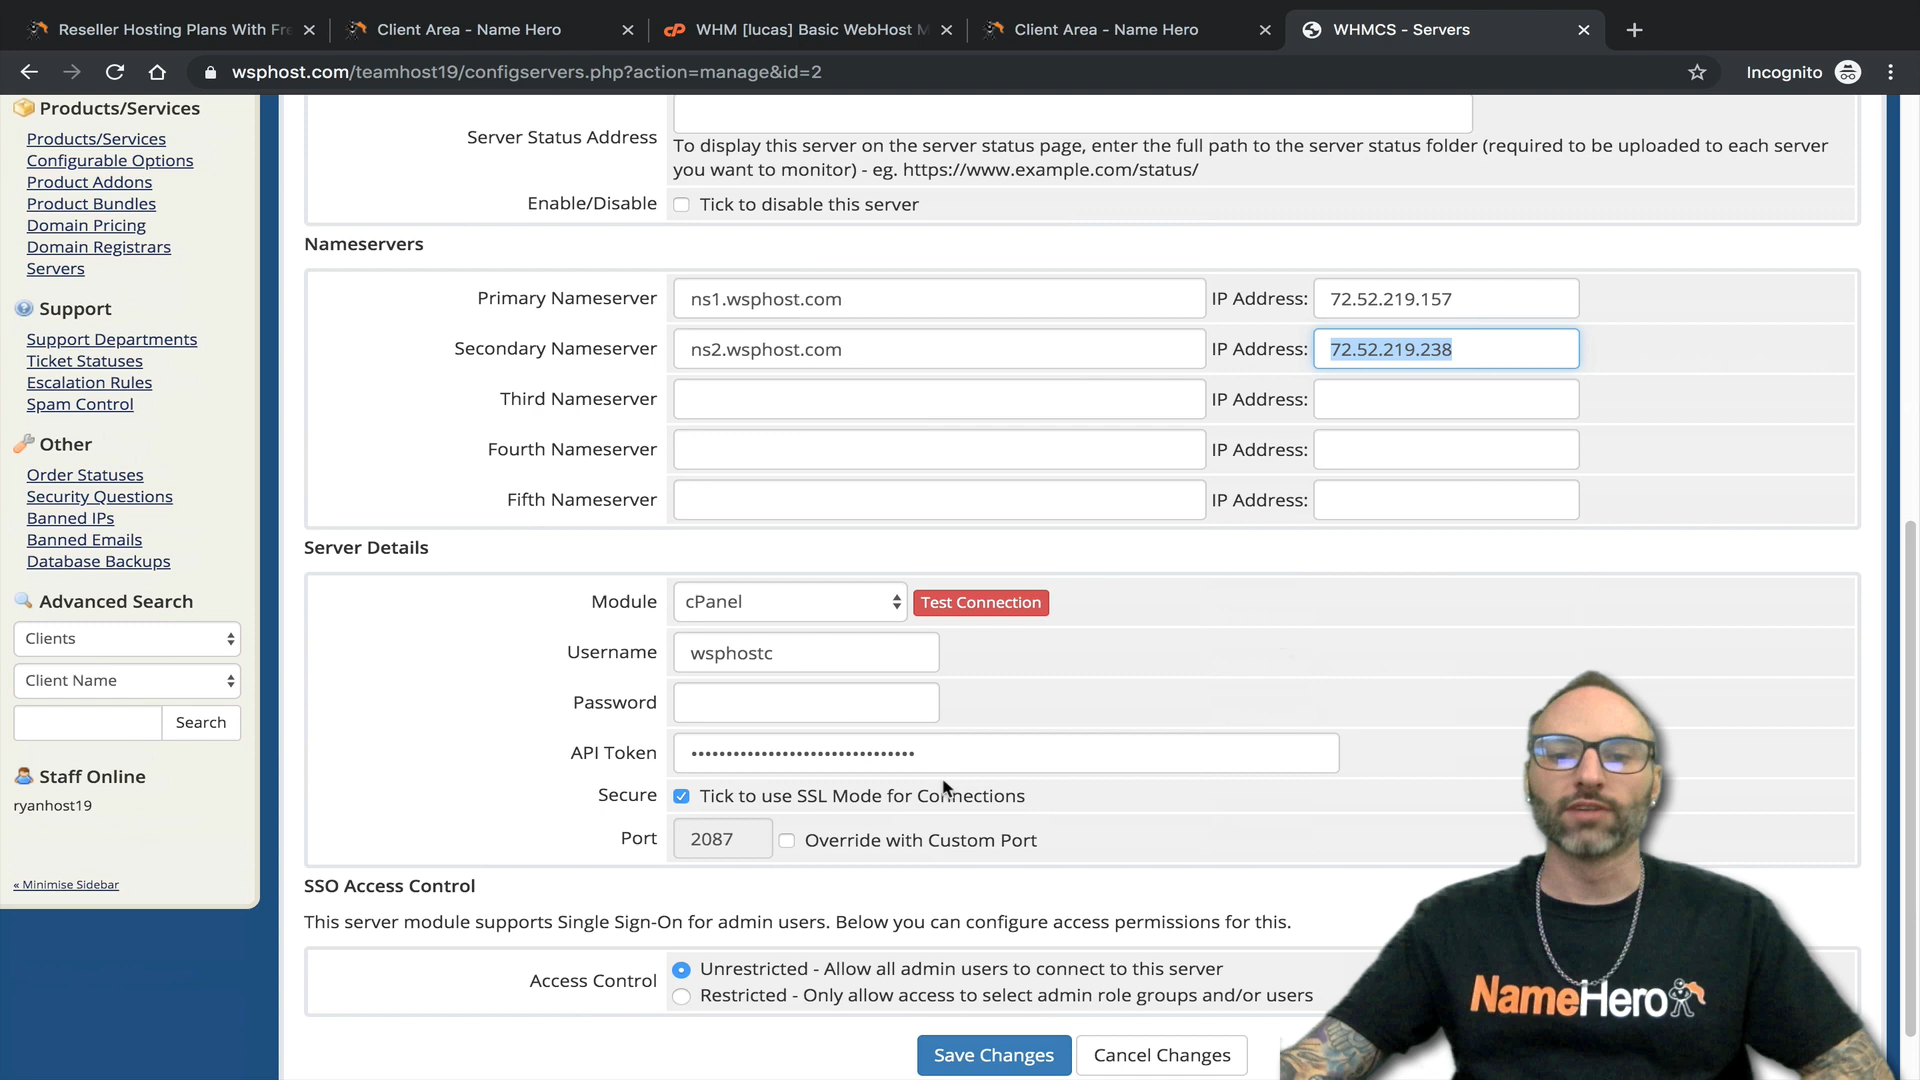 Reseller Hosting Plans With Fre
Client Area - Name Hero
WHM [lucas] Basic WebHost M
Client Area - Name Hero
WHMCS - Servers
wsphost.com/teamhost19/configservers.php?action=manage&id=2
Incognito
Products/Services
Products/Services
Configurable Options
Product Addons
Product Bundles
Domain Pricing
Domain Registrars
Servers
Support
Support Departments
Ticket Statuses
Escalation Rules
Spam Control
Other
Order Statuses
Security Questions
Banned IPs
Banned Emails
Database Backups
Advanced Search
Clients
Client Name
Search
Staff Online
ryanhost19
« Minimise Sidebar
Server Status Address
To display this server on the server status page, enter the full path to the server status folder (required to be uploaded to each server
you want to monitor) - eg. https://www.example.com/status/
Enable/Disable Tick to disable this server
Nameservers
Primary Nameserver ns1.wsphost.com IP Address: 72.52.219.157
Secondary Nameserver ns2.wsphost.com IP Address: 72.52.219.238
Third Nameserver IP Address:
Fourth Nameserver IP Address:
Fifth Nameserver IP Address:
Server Details
Module cPanel Test Connection
Username wsphostc
Password
API Token ••••••••••••••••••••••••••••••••
Secure Tick to use SSL Mode for Connections
Port 2087 Override with Custom Port
SSO Access Control
This server module supports Single Sign-On for admin users. Below you can configure access permissions for this.
Access Control Unrestricted - Allow all admin users to connect to this server
Restricted - Only allow access to select admin role groups and/or users
Save Changes Cancel Changes
NameHero